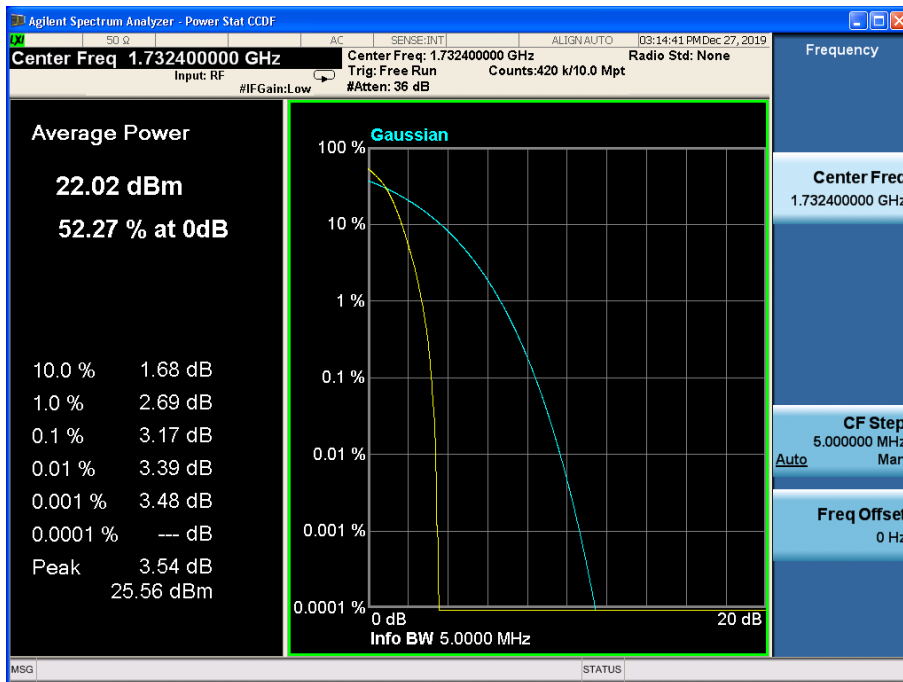 Agilent Spectrum Analyzer - Power Stat CCDF
LXI 50 Ω AC SENSE:INT ALIGN AUTO 03:14:41 PM Dec 27, 2019
Center Freq 1.732400000 GHz
Input: RF
#IFGain:Low
Center Freq: 1.732400000 GHz Radio Std: None
Trig: Free Run Counts:420 k/10.0 Mpt
#Atten: 36 dB
Average Power
22.02 dBm
52.27 % at 0dB
10.0 % 1.68 dB
1.0 % 2.69 dB
0.1 % 3.17 dB
0.01 % 3.39 dB
0.001 % 3.48 dB
0.0001 % --- dB
Peak 3.54 dB
25.56 dBm
Gaussian
100 %
10 %
1 %
0.1 %
0.01 %
0.001 %
0.0001 %
0 dB 20 dB
Info BW 5.0000 MHz
Frequency
Center Freq
1.732400000 GHz
CF Step
5.000000 MHz
Auto Man
Freq Offset
0 Hz
MSG STATUS